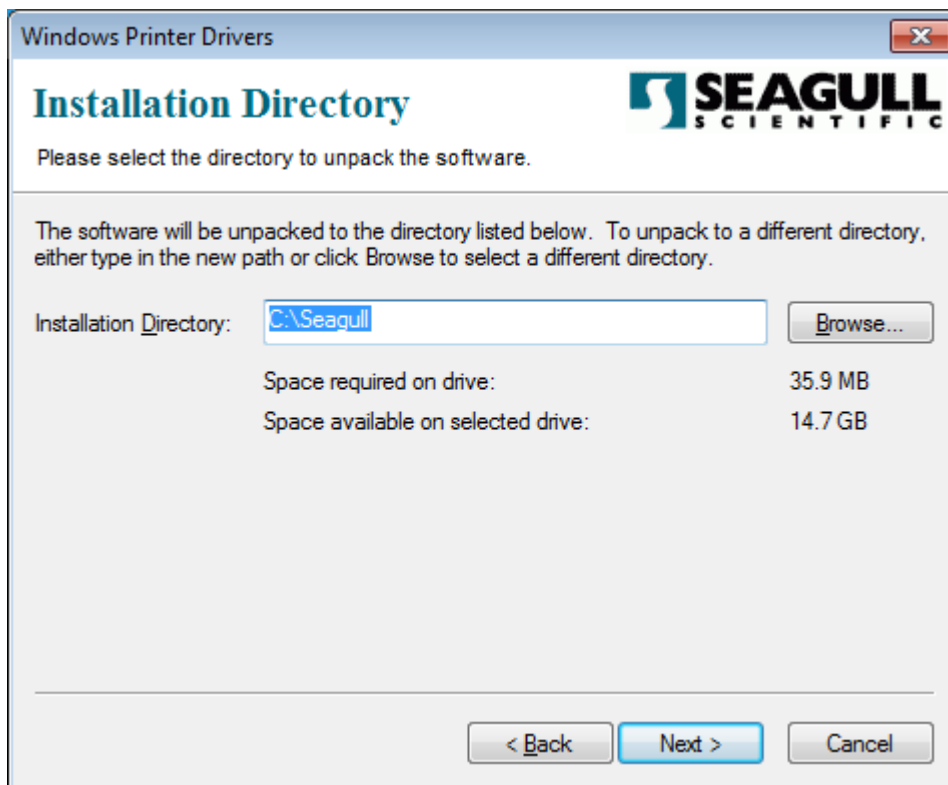 Windows Printer Drivers
Installation Directory
SEAGULL
SCIENTIFIC
Please select the directory to unpack the software.
The software will be unpacked to the directory listed below.  To unpack to a different directory,
either type in the new path or click Browse to select a different directory.
Installation Directory: C:\Seagull Browse...
Space required on drive: 35.9 MB
Space available on selected drive: 14.7 GB
< Back Next > Cancel